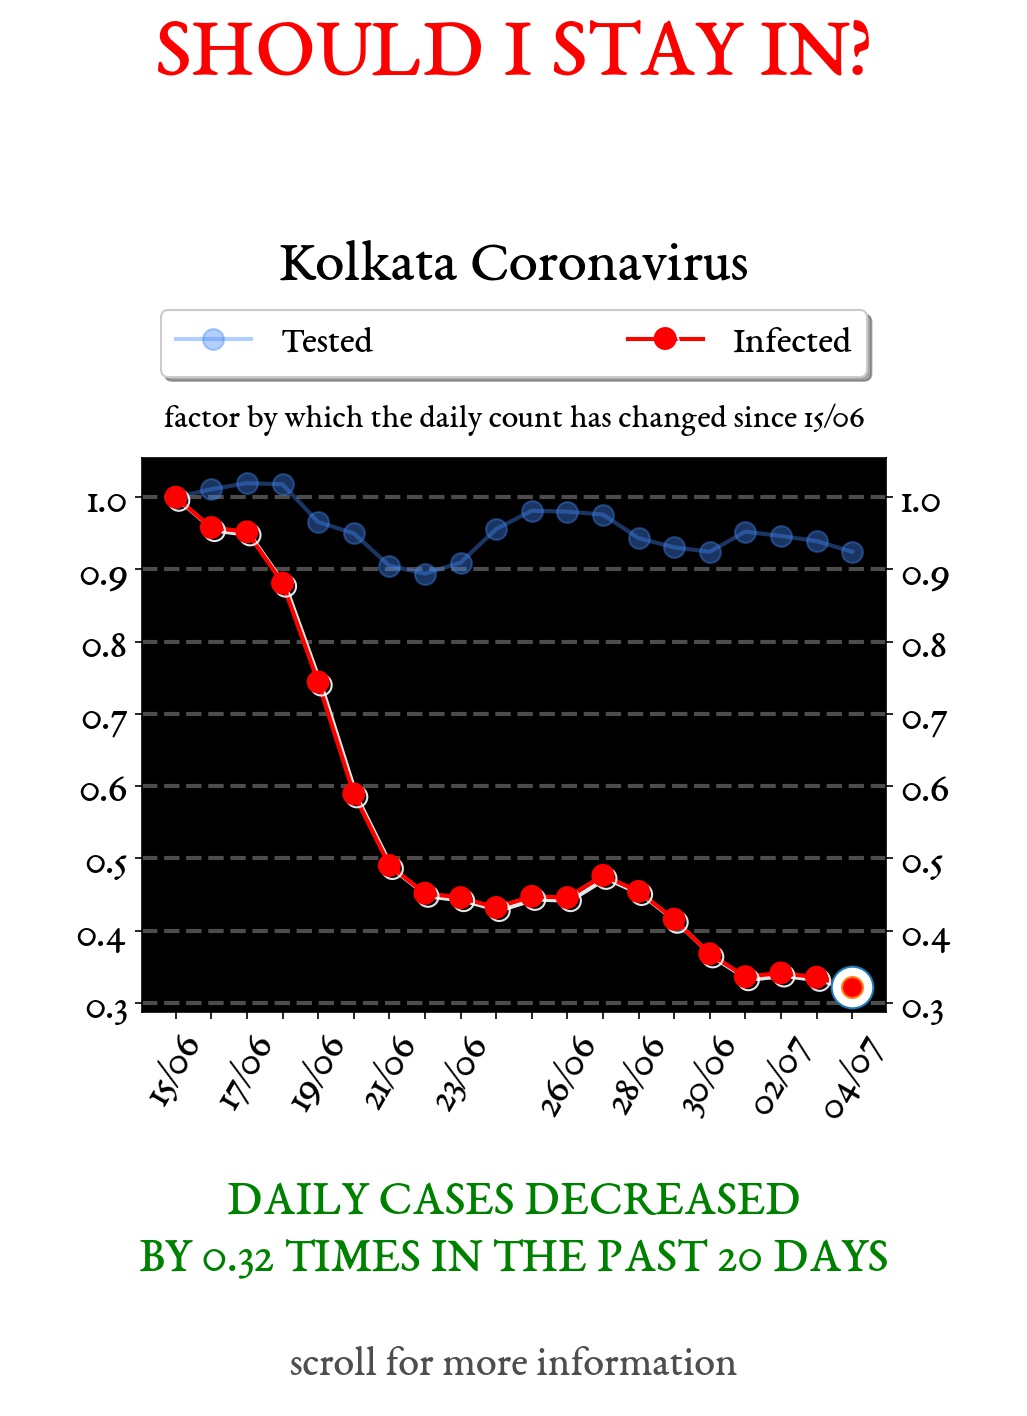 SHOULD I STAY IN?
Kolkata Coronavirus
Tested Infected
factor by which the daily count has changed since 15/06
1.0 1.0
0.9 0.9
0.8 0.8
0.7 0.7
0.6 0.6
0.5 0.5
0.4 0.4
0.3 0.3
15/06 17/06 19/06 21/06 23/06 26/06 28/06 30/06 02/07 04/07
DAILY CASES DECREASED
BY 0.32 TIMES IN THE PAST 20 DAYS
scroll for more information